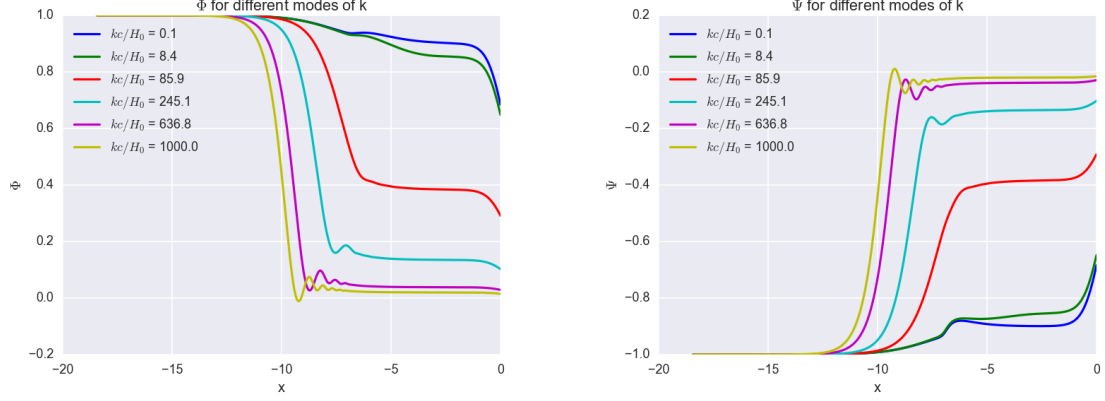 Φ for different modes of k
kc/H₀ = 0.1
kc/H₀ = 8.4
kc/H₀ = 85.9
kc/H₀ = 245.1
kc/H₀ = 636.8
kc/H₀ = 1000.0
1.0
0.8
0.6
0.4
0.2
0.0
−0.2
Φ
−20
−15
−10
−5
0
x
Ψ for different modes of k
kc/H₀ = 0.1
kc/H₀ = 8.4
kc/H₀ = 85.9
kc/H₀ = 245.1
kc/H₀ = 636.8
kc/H₀ = 1000.0
0.2
0.0
−0.2
−0.4
−0.6
−0.8
−1.0
Ψ
−20
−15
−10
−5
0
x